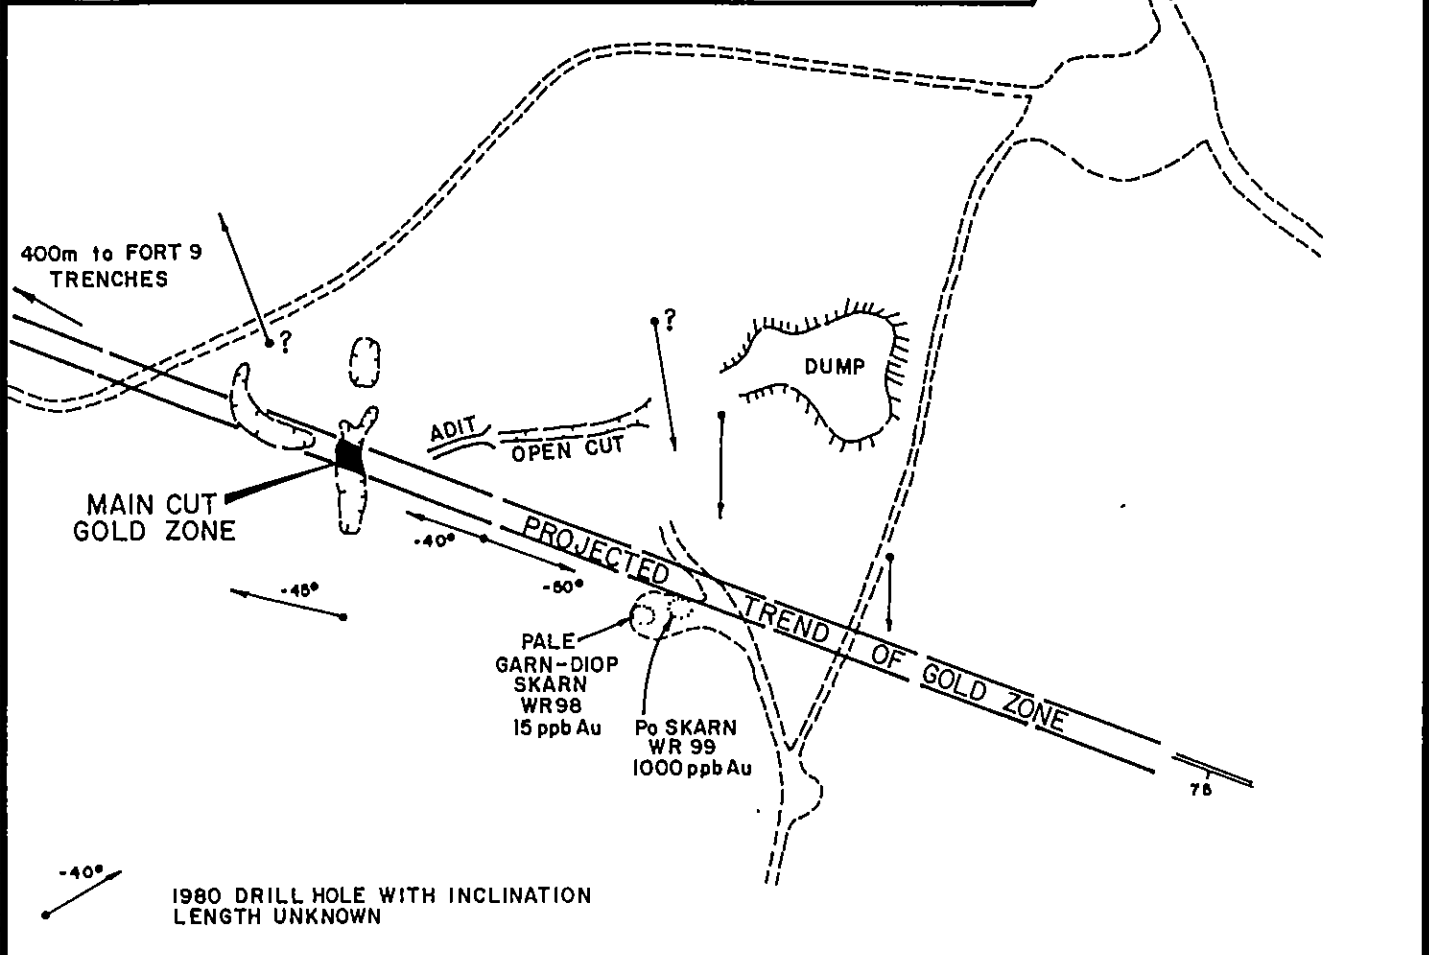 400m to FORT 9
TRENCHES
?
?
DUMP
ADIT
OPEN CUT
MAIN CUT
GOLD ZONE
-40°
-45°
PROJECTED TREND OF GOLD ZONE
PALE
GARN-DIOP
SKARN
WR98
15 ppb Au
Po SKARN
WR 99
1000 ppb Au
-40°
1980 DRILL HOLE WITH INCLINATION
LENGTH UNKNOWN